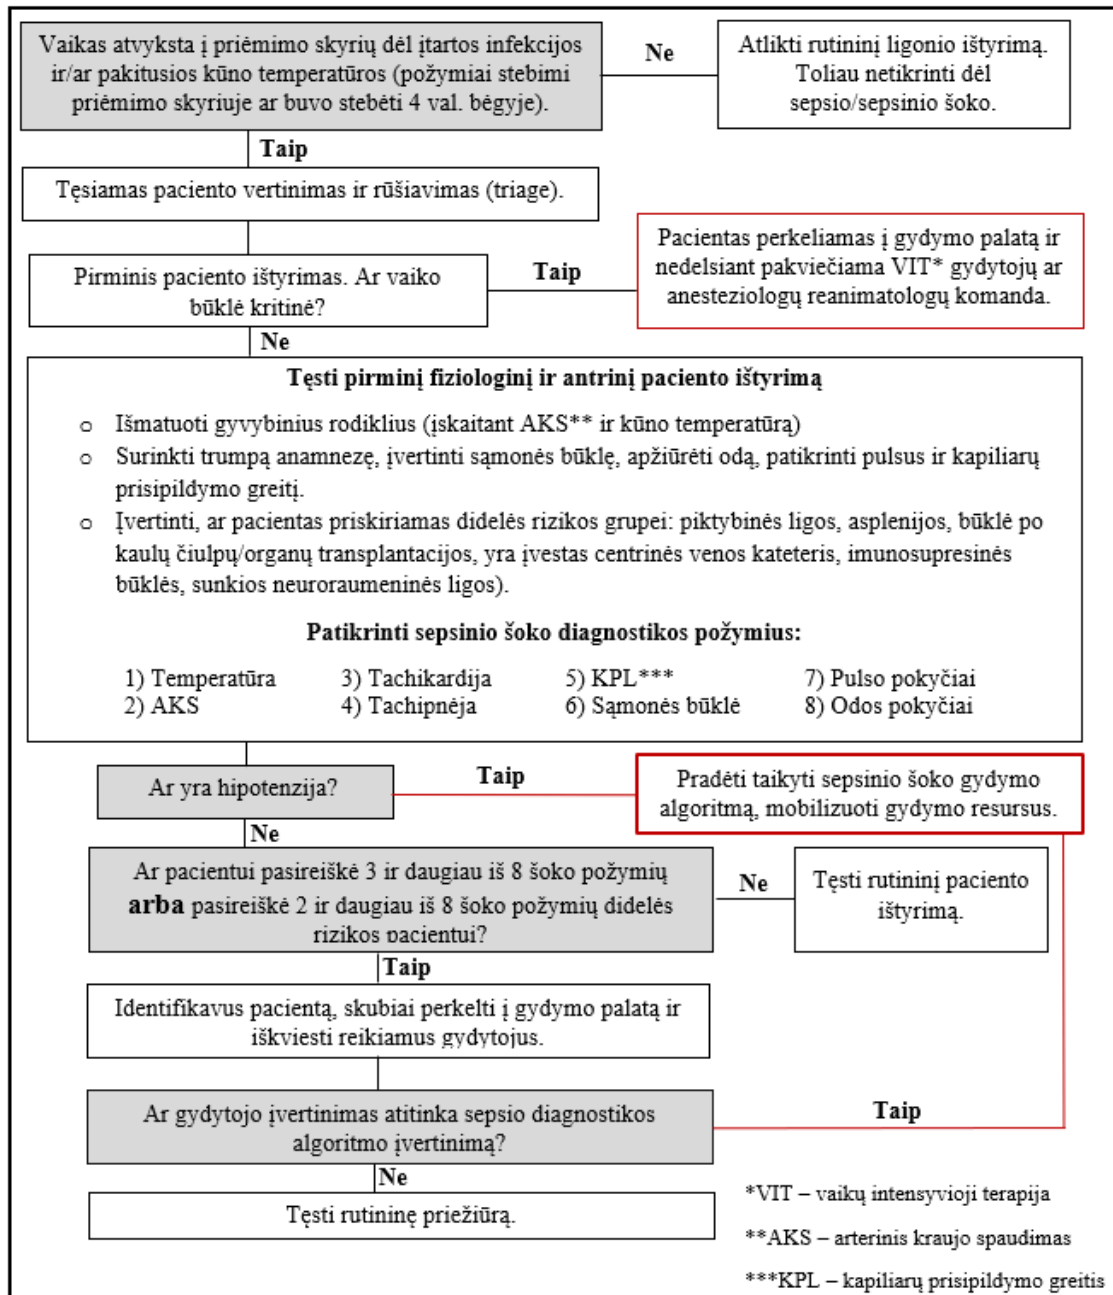 Vaikas atvyksta į priėmimo skyrių dėl įtartos infekcijos
ir/ar pakitusios kūno temperatūros (požymiai stebimi
priėmimo skyriuje ar buvo stebėti 4 val. bėgyje).
Ne
Atlikti rutininį ligonio ištyrimą.
Toliau netikrinti dėl
sepsio/sepsinio šoko.
Taip
Tęsiamas paciento vertinimas ir rūšiavimas (triage).
Pirminis paciento ištyrimas. Ar vaiko
būklė kritinė?
Taip
Pacientas perkeliamas į gydymo palatą ir
nedelsiant pakviečiama VIT* gydytojų ar
anesteziologų reanimatologų komanda.
Ne
Tęsti pirminį fiziologinį ir antrinį paciento ištyrimą
o Išmatuoti gyvybinius rodiklius (įskaitant AKS** ir kūno temperatūrą)
o Surinkti trumpą anamnezę, įvertinti sąmonės būklę, apžiūrėti odą, patikrinti pulsus ir kapiliarų
prisipildymo greitį.
o Įvertinti, ar pacientas priskiriamas didelės rizikos grupei: piktybinės ligos, asplenijos, būklė po
kaulų čiulpų/organų transplantacijos, yra įvestas centrinės venos kateteris, imunosupresinės
būklės, sunkios neuroraumeninės ligos).
Patikrinti sepsinio šoko diagnostikos požymius:
1) Temperatūra 3) Tachikardija 5) KPL*** 7) Pulso pokyčiai
2) AKS 4) Tachipnėja 6) Sąmonės būklė 8) Odos pokyčiai
Ar yra hipotenzija?
Taip
Pradėti taikyti sepsinio šoko gydymo
algoritmą, mobilizuoti gydymo resursus.
Ne
Ar pacientui pasireiškė 3 ir daugiau iš 8 šoko požymių
arba pasireiškė 2 ir daugiau iš 8 šoko požymių didelės
rizikos pacientui?
Ne
Tęsti rutininį paciento
ištyrimą.
Taip
Identifikavus pacientą, skubiai perkelti į gydymo palatą ir
iškviesti reikiamus gydytojus.
Ar gydytojo įvertinimas atitinka sepsio diagnostikos
algoritmo įvertinimą?
Taip
Ne
Tęsti rutininę priežiūrą.
*VIT – vaikų intensyvioji terapija
**AKS – arterinis kraujo spaudimas
***KPL – kapiliarų prisipildymo greitis